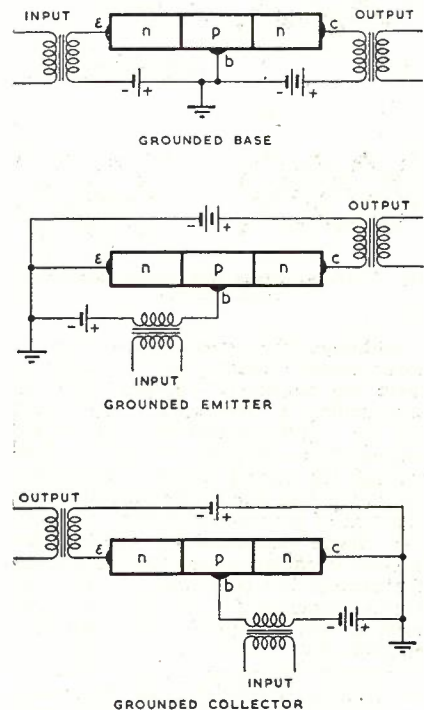 INPUT OUTPUT
ε n p n c
b
- + - +
GROUNDED BASE
OUTPUT
- +
ε n p n c
b
- +
INPUT
GROUNDED EMITTER
OUTPUT
- +
ε n p n c
b
- +
INPUT
GROUNDED COLLECTOR